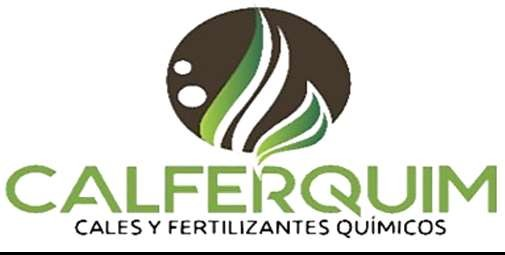 CALFERQUIM
CALES Y FERTILIZANTES QUÍMICOS